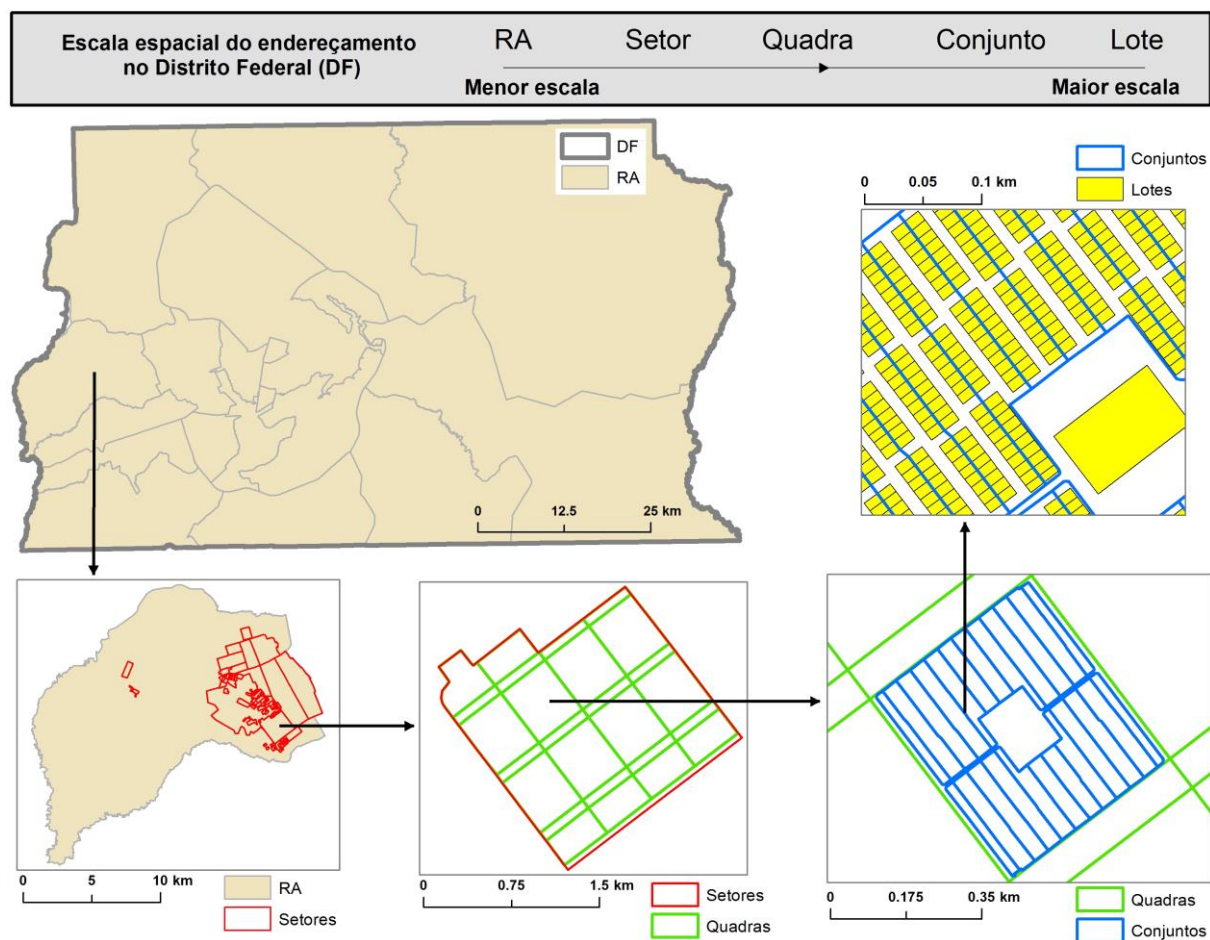 Escala espacial do endereçamento
no Distrito Federal (DF)
RA Setor Quadra Conjunto Lote
Menor escala Maior escala
DF
RA
0 12.5 25 km
Conjuntos
Lotes
0 0.05 0.1 km
0 5 10 km
RA
Setores
0 0.75 1.5 km
Setores
Quadras
0 0.175 0.35 km
Quadras
Conjuntos